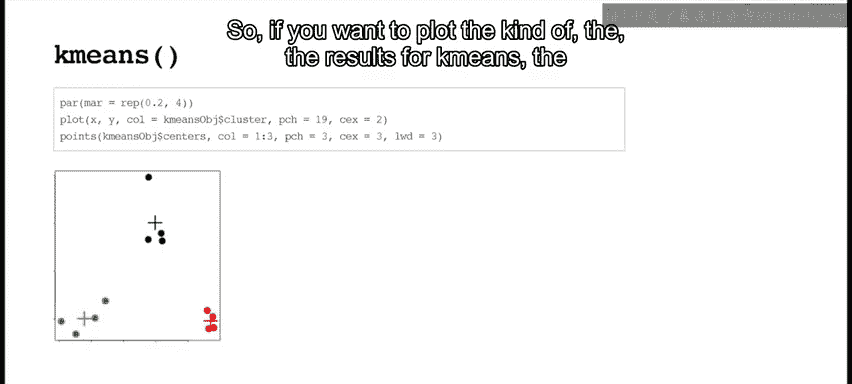 So, if you want to plot the kind of, the,
the results for kmeans, the
kmeans()
par(mar = rep(0.2, 4))
plot(x, y, col = kmeansObj$cluster, pch = 19, cex = 2)
points(kmeansObj$centers, col = 1:3, pch = 3, cex = 3, lwd = 3)